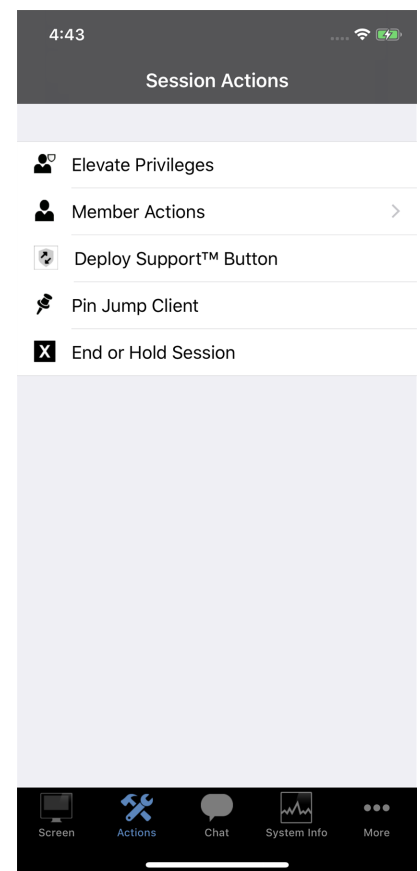 4:43
Session Actions
Elevate Privileges
Member Actions
Deploy Support™ Button
Pin Jump Client
X End or Hold Session
Screen Actions Chat System Info More